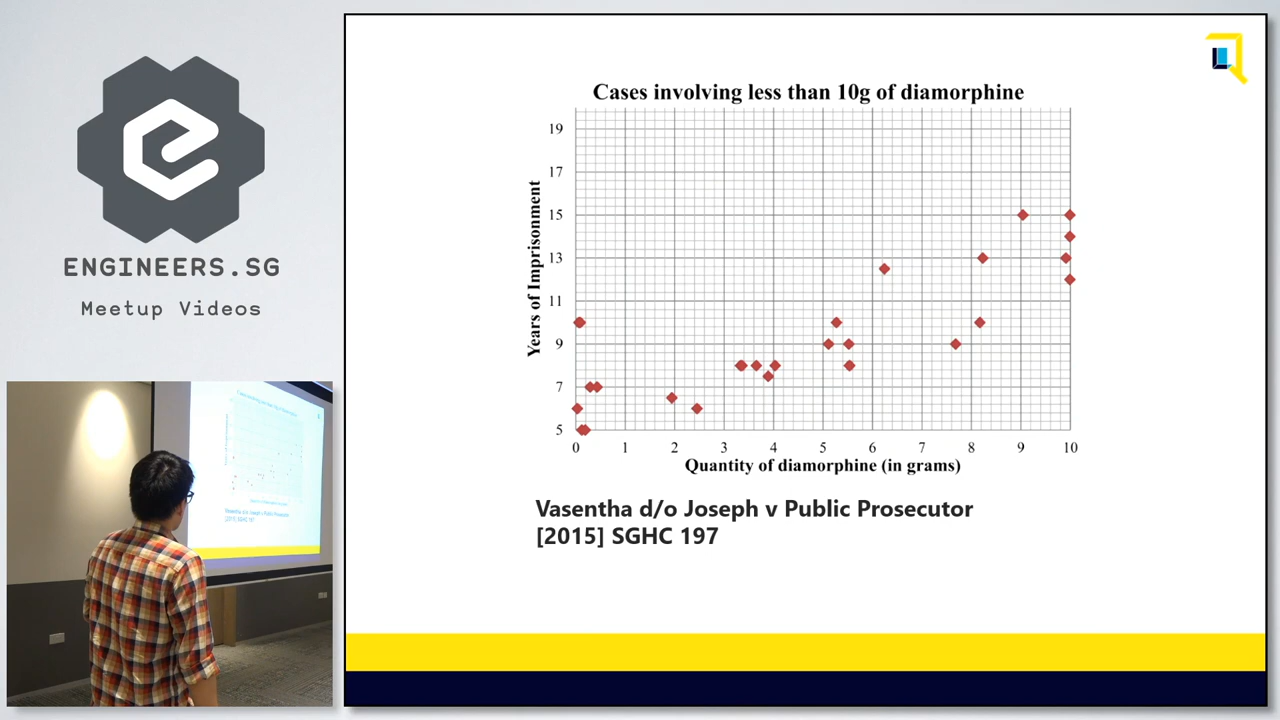 ENGINEERS.SG
Meetup Videos
Cases involving less than 10g of diamorphine
Years of Imprisonment
19
17
15
13
11
9
7
5
0 1 2 3 4 5 6 7 8 9 10
Quantity of diamorphine (in grams)
Vasentha d/o Joseph v Public Prosecutor
[2015] SGHC 197